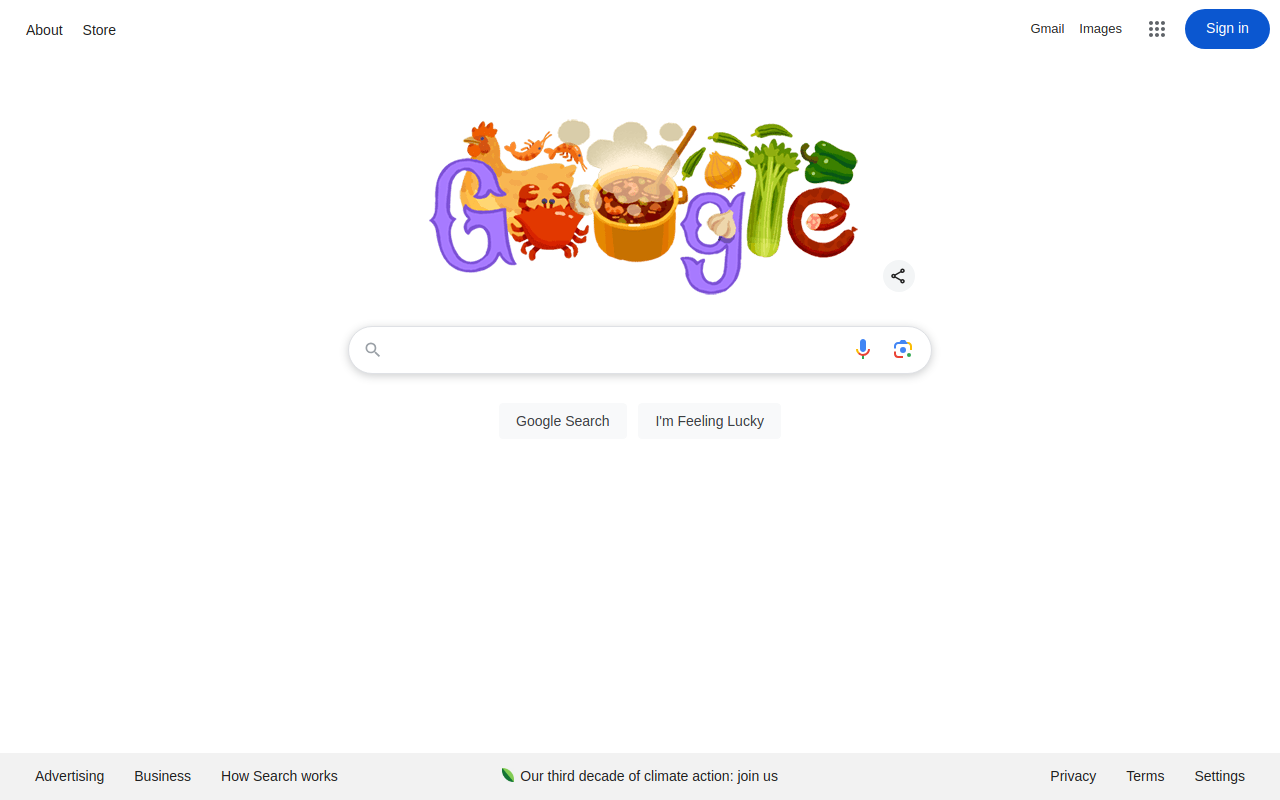 About Store Gmail Images Sign in
Google
Google Search I'm Feeling Lucky
Advertising Business How Search works Our third decade of climate action: join us Privacy Terms Settings